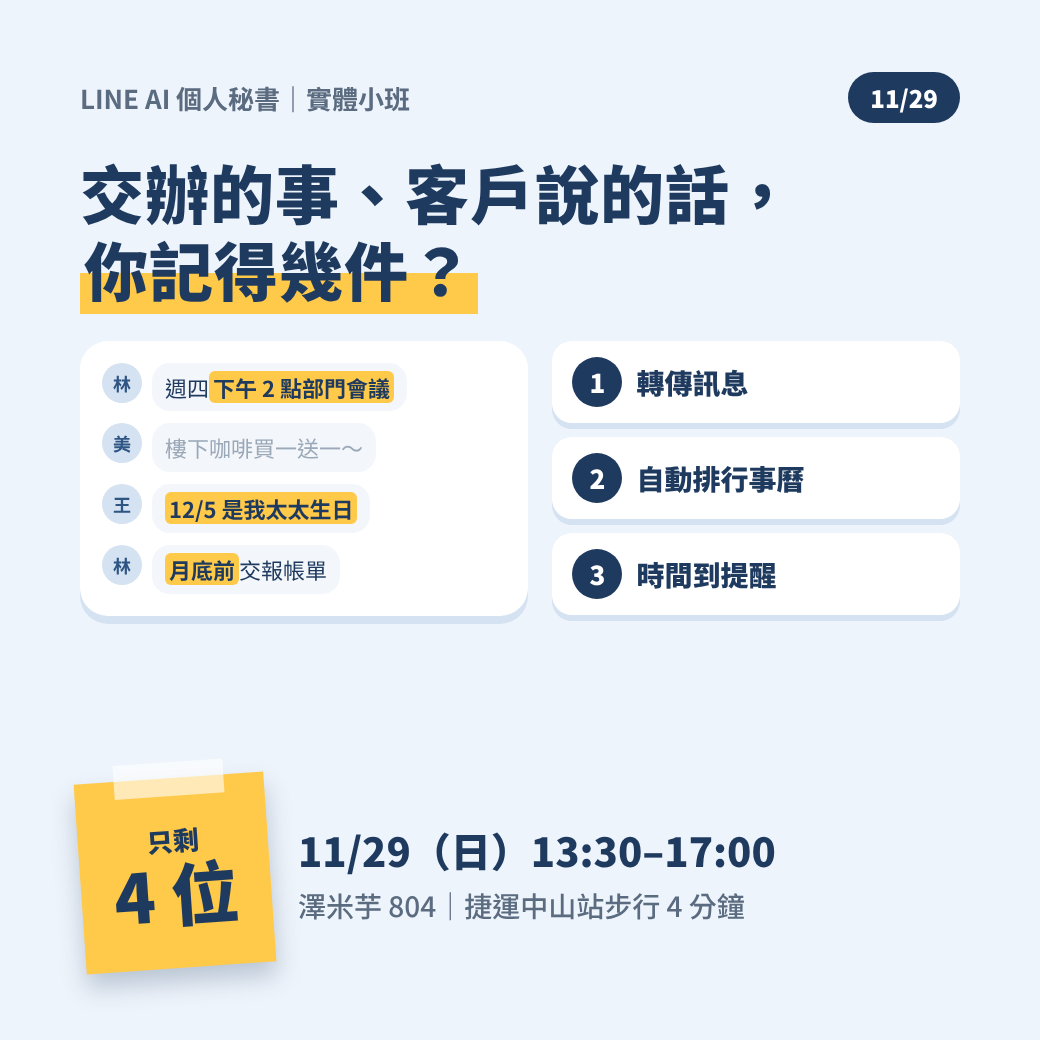 LINE AI 個人秘書｜實體小班
11/29
交辦的事、客戶說的話，
你記得幾件？
林
週四下午 2 點部門會議
美
樓下咖啡買一送一～
王
12/5 是我太太生日
林
月底前交報帳單
1 轉傳訊息
2 自動排行事曆
3 時間到提醒
只剩
4 位
11/29（日）13:30–17:00
澤米芋 804｜捷運中山站步行 4 分鐘